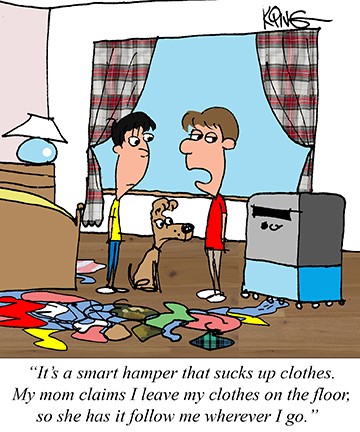 KING
“It’s a smart hamper that sucks up clothes.
My mom claims I leave my clothes on the floor,
so she has it follow me wherever I go.”